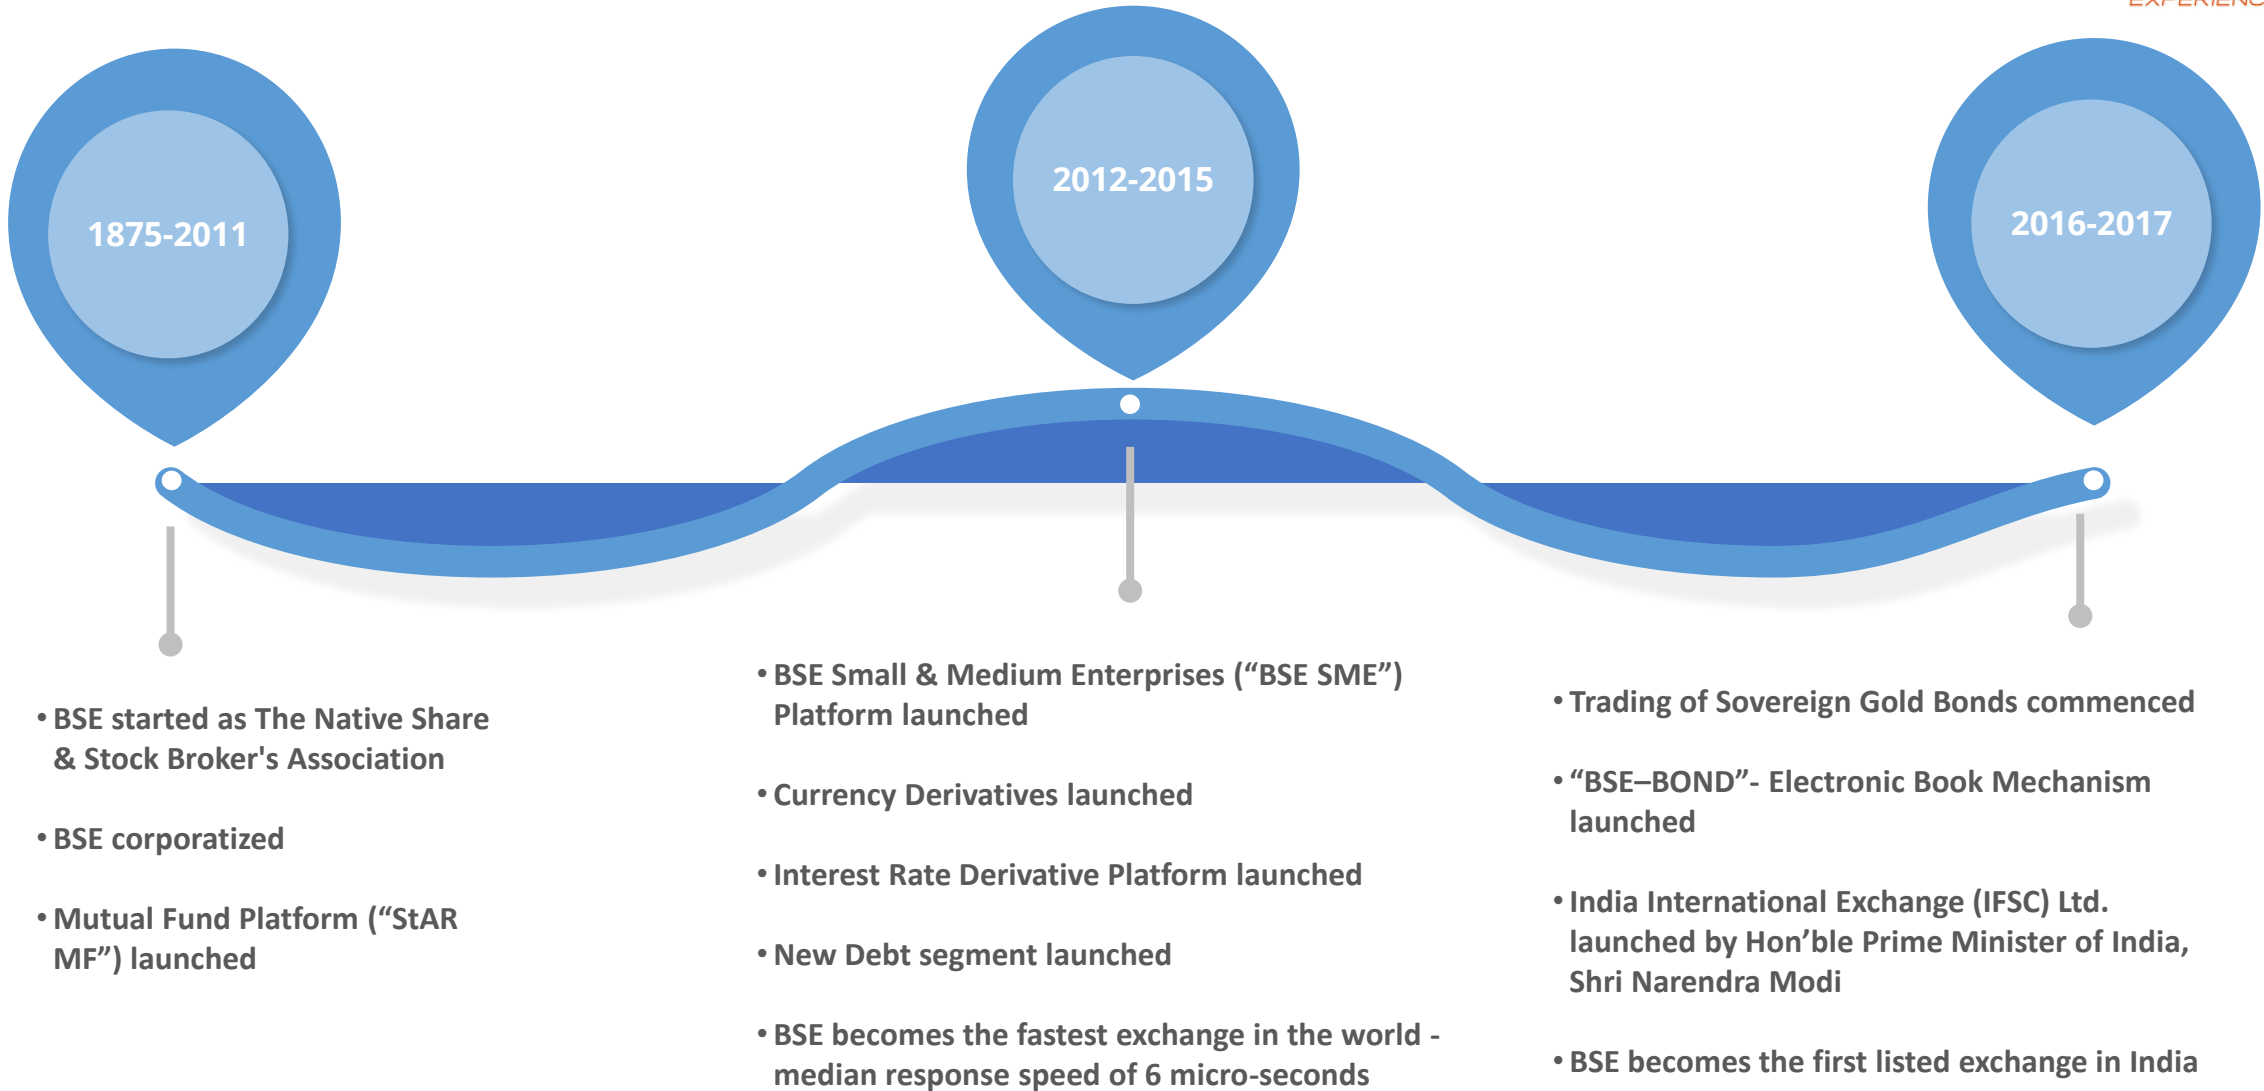 1875-2011
• BSE started as The Native Share
& Stock Broker's Association
• BSE corporatized
• Mutual Fund Platform (“StAR
MF”) launched
2012-2015
• BSE Small & Medium Enterprises (“BSE SME”)
Platform launched
• Currency Derivatives launched
• Interest Rate Derivative Platform launched
• New Debt segment launched
• BSE becomes the fastest exchange in the world -
median response speed of 6 micro-seconds
2016-2017
• Trading of Sovereign Gold Bonds commenced
• “BSE–BOND”- Electronic Book Mechanism
launched
• India International Exchange (IFSC) Ltd.
launched by Hon’ble Prime Minister of India,
Shri Narendra Modi
• BSE becomes the first listed exchange in India